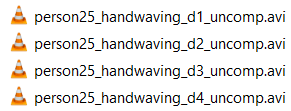 person25_handwaving_d1_uncomp.avi
person25_handwaving_d2_uncomp.avi
person25_handwaving_d3_uncomp.avi
person25_handwaving_d4_uncomp.avi